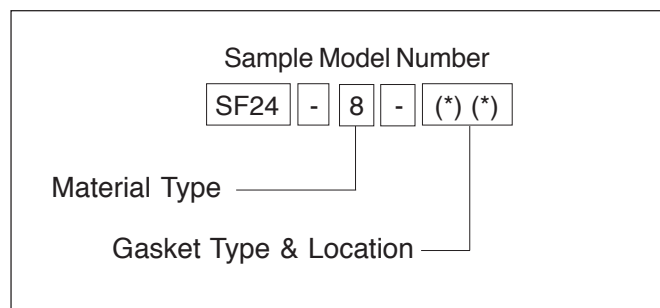 Sample Model Number
SF24 - 8 - (*) (*)
Material Type
Gasket Type & Location